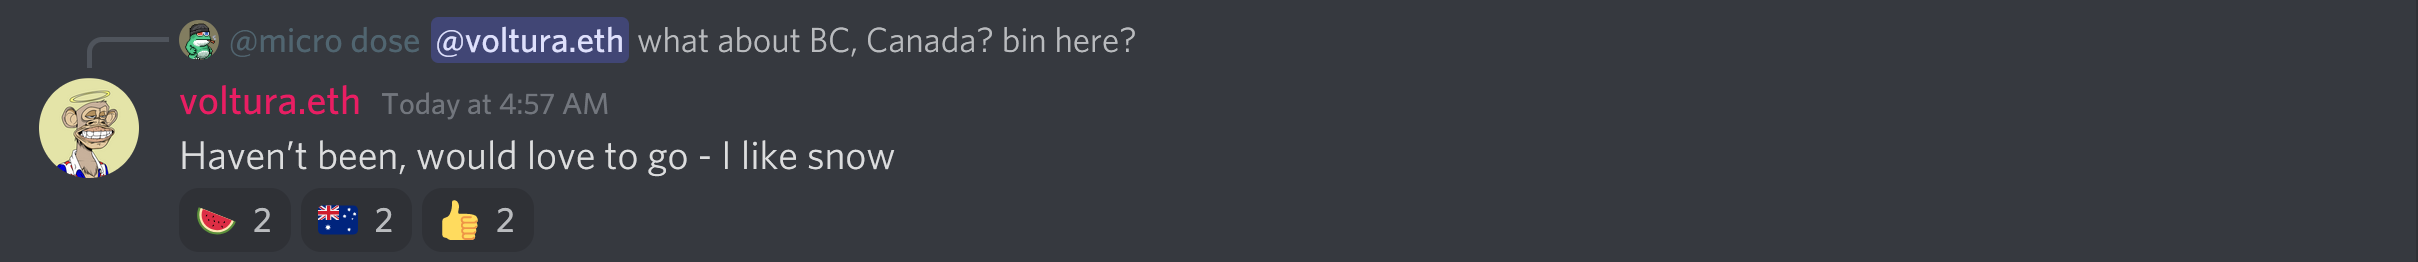 @micro dose @voltura.eth what about BC, Canada? bin here?
voltura.eth Today at 4:57 AM
Haven't been, would love to go - I like snow
2 2 2